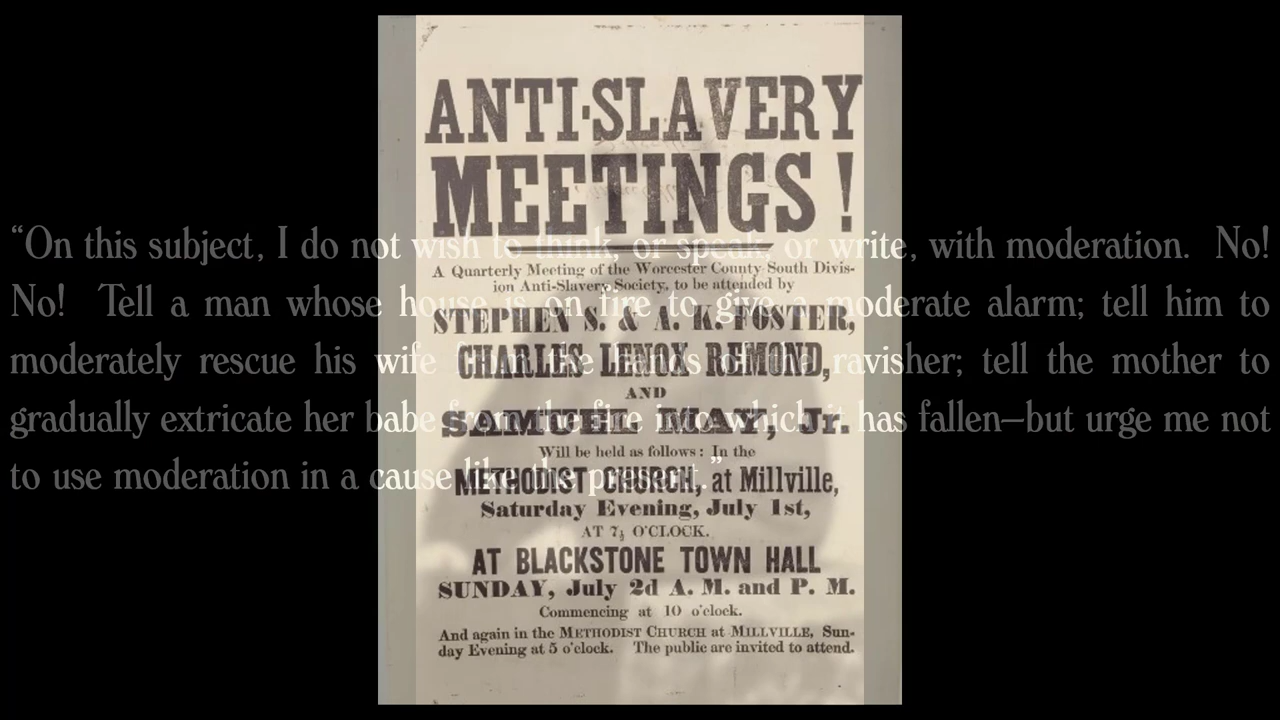 ANTI-SLAVERY
MEETINGS!
A Quarterly Meeting of the Worcester County South Divis-
ion Anti-Slavery Society, to be attended by
STEPHEN S. & A. K. FOSTER,
CHARLES LENOX REMOND,
AND
SAMUEL MAY, Jr.
Will be held as follows: In the
METHODIST CHURCH, at Millville,
Saturday Evening, July 1st,
AT 7½ O'CLOCK.
AT BLACKSTONE TOWN HALL
SUNDAY, July 2d A. M. and P. M.
Commencing at 10 o'clock.
And again in the METHODIST CHURCH at MILLVILLE, Sun-
day Evening at 5 o'clock. The public are invited to attend.
“On this subject, I do not wish to think, or speak, or write, with moderation. No!
No! Tell a man whose house is on fire to give a moderate alarm; tell him to
moderately rescue his wife from the hands of the ravisher; tell the mother to
gradually extricate her babe from the fire into which it has fallen—but urge me not
to use moderation in a cause like the present.”